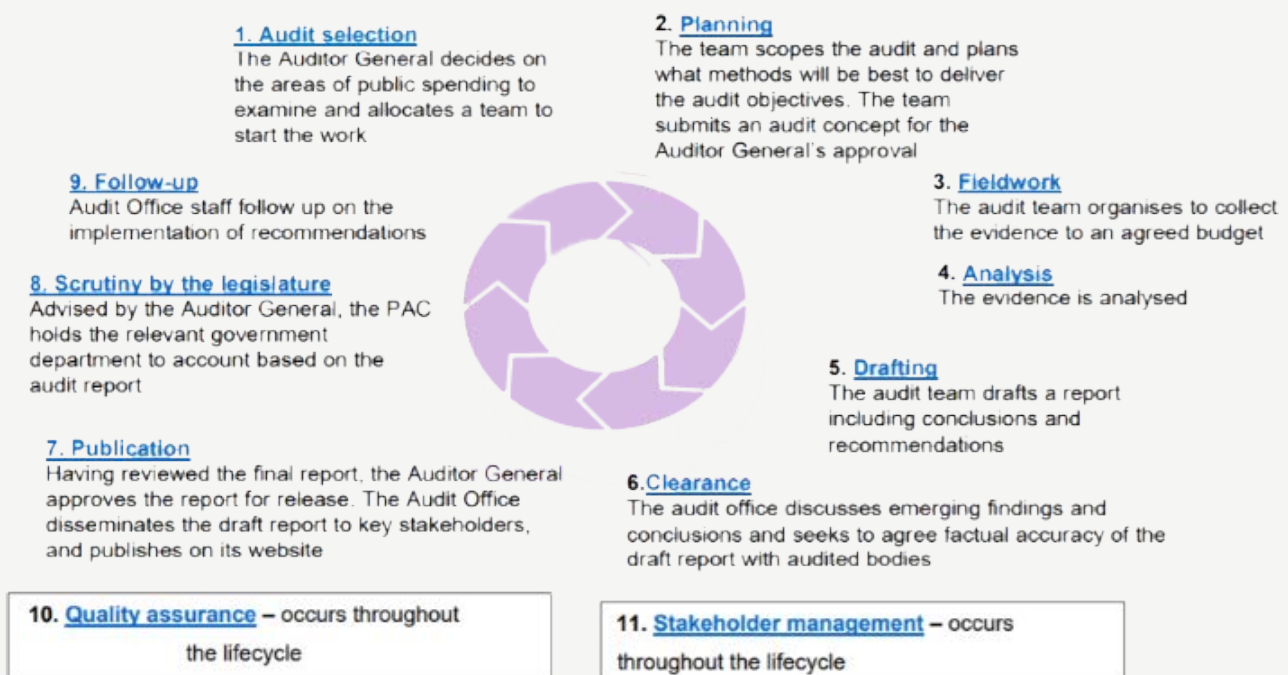 1. Audit selection
The Auditor General decides on
the areas of public spending to
examine and allocates a team to
start the work
2. Planning
The team scopes the audit and plans
what methods will be best to deliver
the audit objectives. The team
submits an audit concept for the
Auditor General's approval
3. Fieldwork
The audit team organises to collect
the evidence to an agreed budget
4. Analysis
The evidence is analysed
5. Drafting
The audit team drafts a report
including conclusions and
recommendations
6.Clearance
The audit office discusses emerging findings and
conclusions and seeks to agree factual accuracy of the
draft report with audited bodies
7. Publication
Having reviewed the final report, the Auditor General
approves the report for release. The Audit Office
disseminates the draft report to key stakeholders,
and publishes on its website
8. Scrutiny by the legislature
Advised by the Auditor General, the PAC
holds the relevant government
department to account based on the
audit report
9. Follow-up
Audit Office staff follow up on the
implementation of recommendations
10. Quality assurance – occurs throughout
the lifecycle
11. Stakeholder management – occurs
throughout the lifecycle